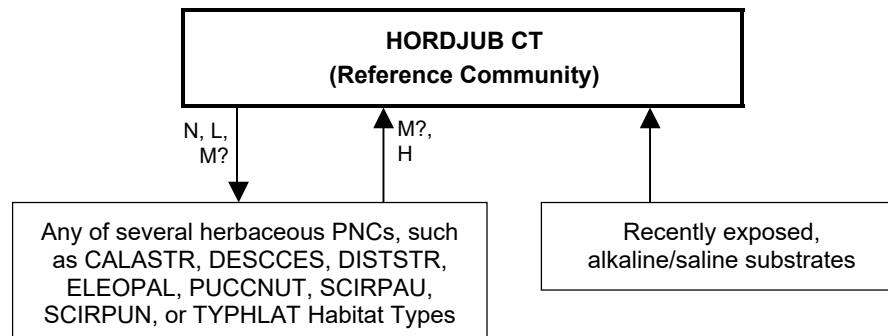 HORDJUB CT
(Reference Community)
N, L,
M?
M?,
H
Any of several herbaceous PNCs, such
as CALASTR, DESCCES, DISTSTR,
ELEOPAL, PUCCNUT, SCIRPAU,
SCIRPUN, or TYPHLAT Habitat Types
Recently exposed,
alkaline/saline substrates